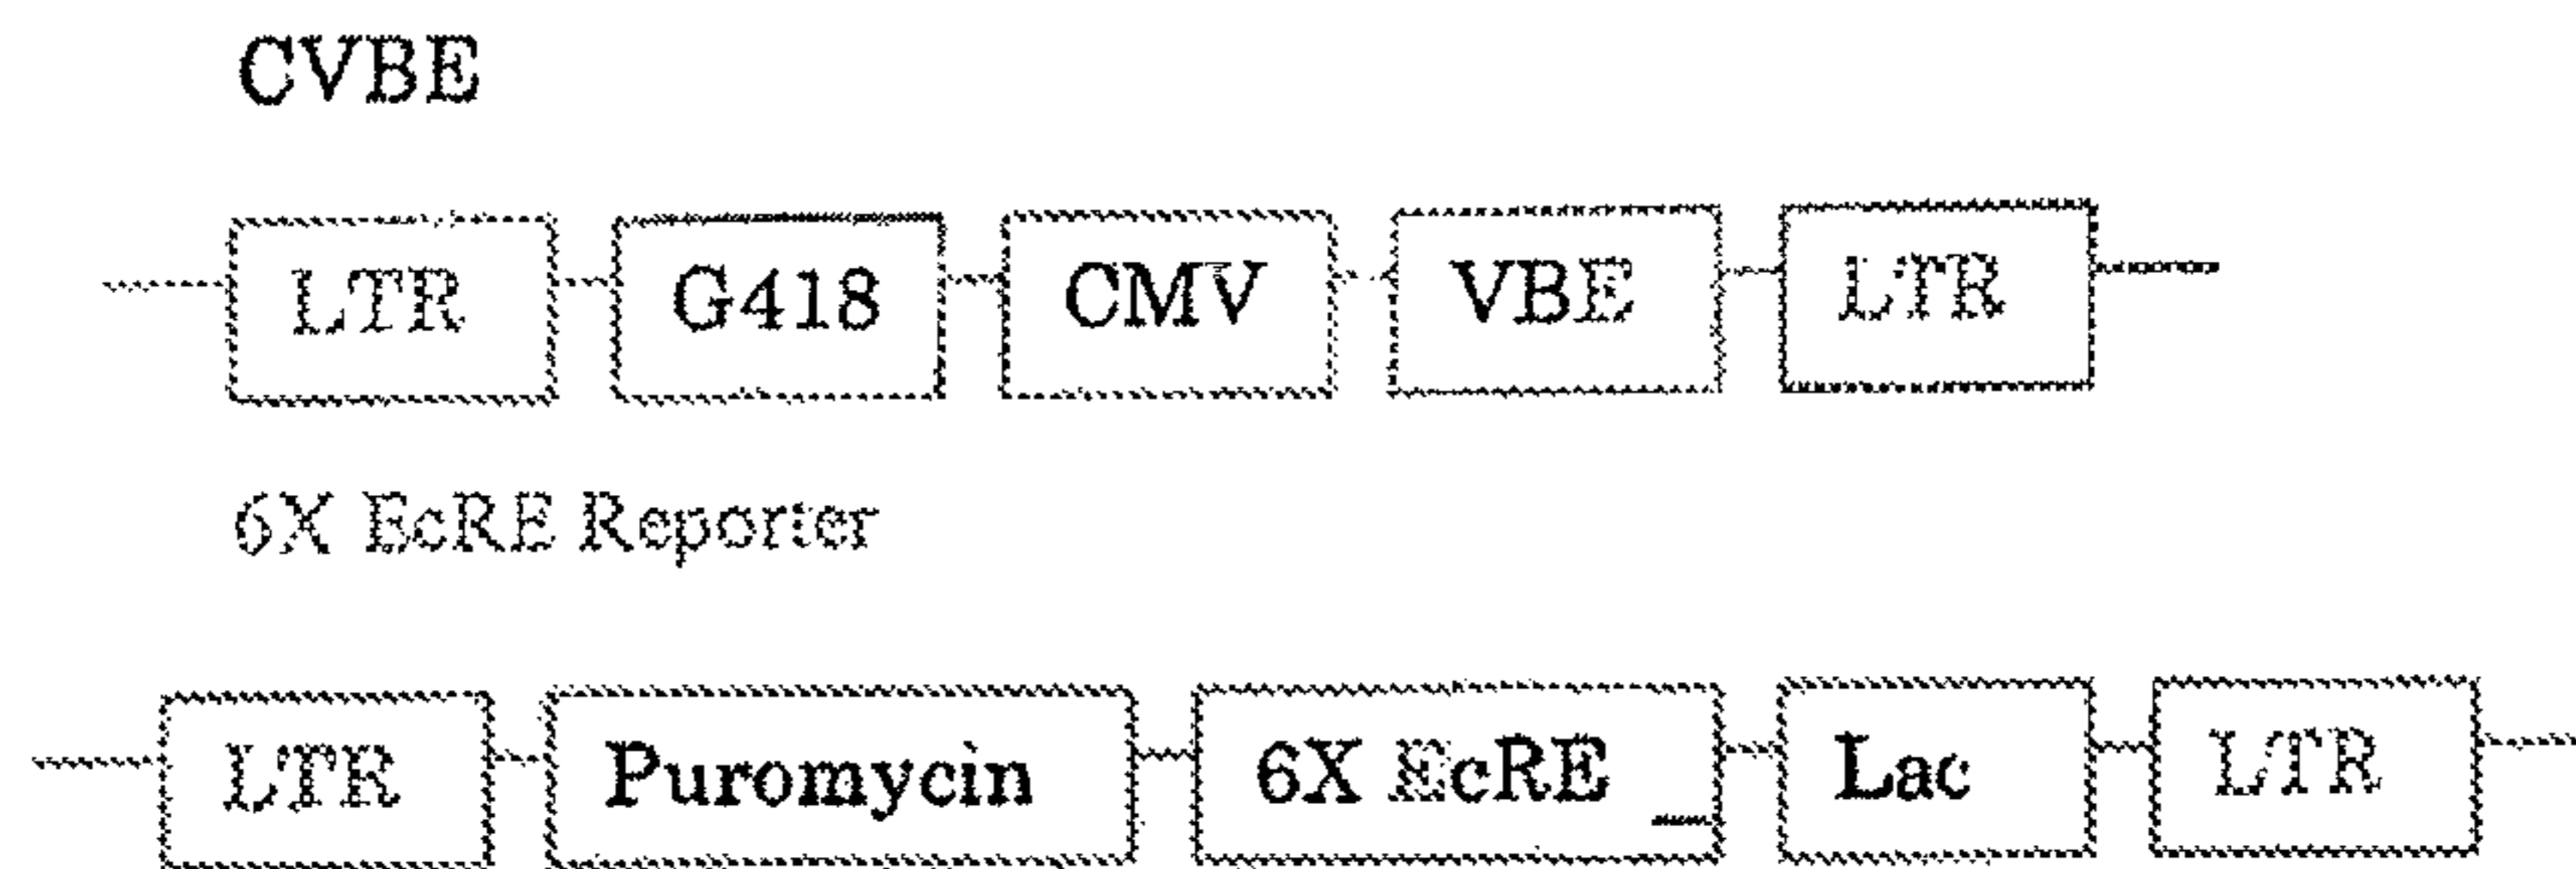 CVBE
LTR G418 CMV VBE LTR
6X EcRE Reporter
LTR Puromycin 6X EcRE _ Lac LTR